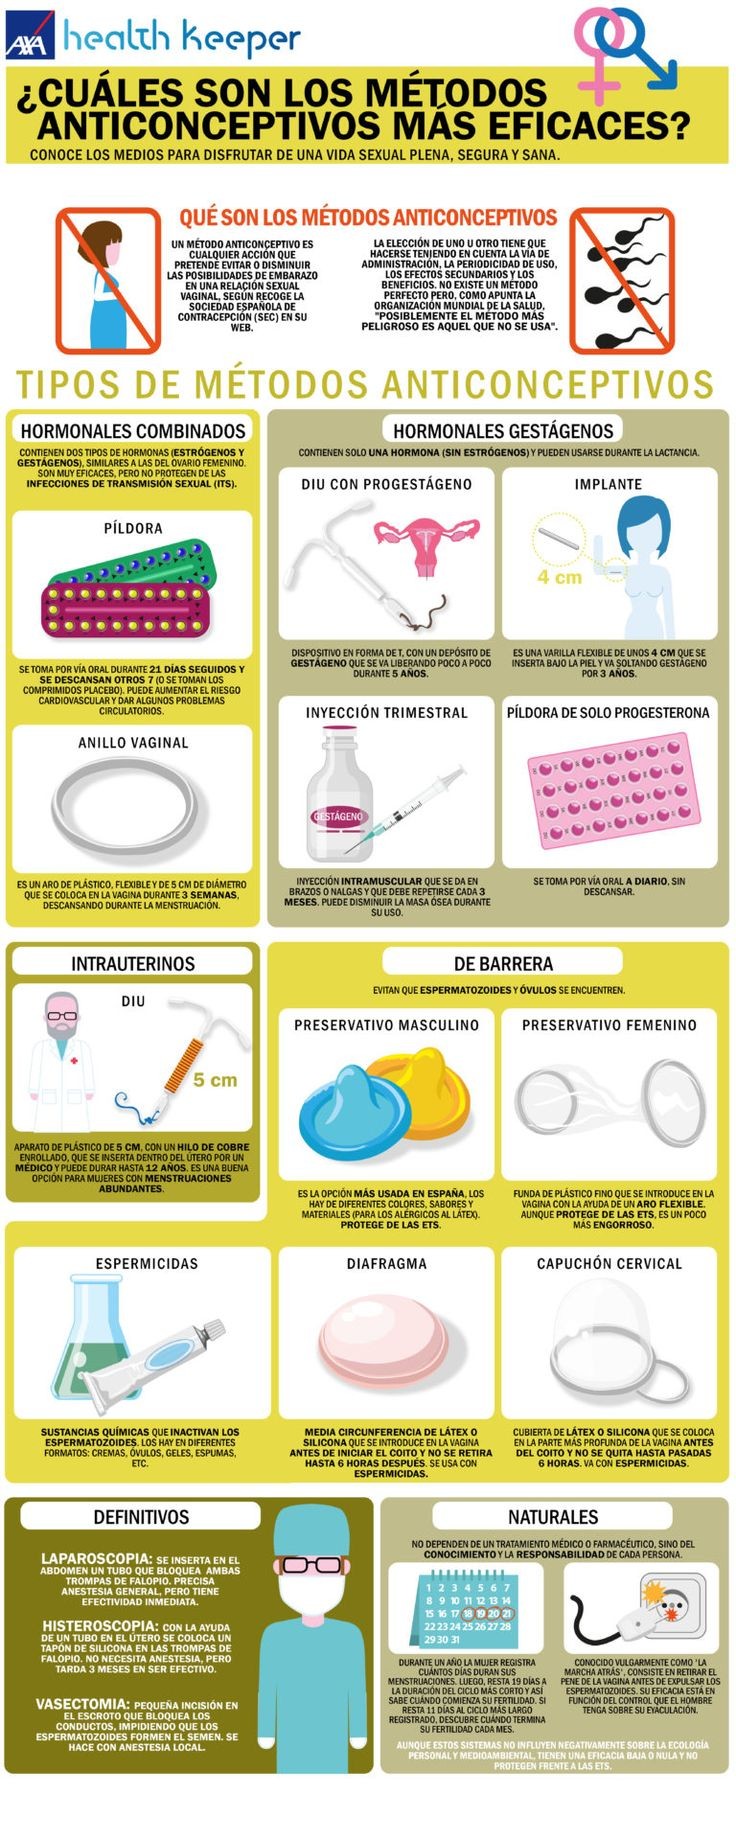 AXA health keeper
¿CUÁLES SON LOS MÉTODOS
ANTICONCEPTIVOS MÁS EFICACES?
CONOCE LOS MEDIOS PARA DISFRUTAR DE UNA VIDA SEXUAL PLENA, SEGURA Y SANA.
QUÉ SON LOS MÉTODOS ANTICONCEPTIVOS
UN MÉTODO ANTICONCEPTIVO ES
CUALQUIER ACCIÓN QUE
PRETENDE EVITAR O DISMINUIR
LAS POSIBILIDADES DE EMBARAZO
EN UNA RELACIÓN SEXUAL
VAGINAL, SEGÚN RECOGE LA
SOCIEDAD ESPAÑOLA DE
CONTRACEPCIÓN (SEC) EN SU
WEB.
LA ELECCIÓN DE UNO U OTRO TIENE QUE
HACERSE TENIENDO EN CUENTA LA VÍA DE
ADMINISTRACIÓN, LA PERIODICIDAD DE USO,
LOS EFECTOS SECUNDARIOS Y LOS
BENEFICIOS. NO EXISTE UN MÉTODO
PERFECTO PERO, COMO APUNTA LA
ORGANIZACIÓN MUNDIAL DE LA SALUD,
"POSIBLEMENTE EL MÉTODO MÁS
PELIGROSO ES AQUEL QUE NO SE USA".
TIPOS DE MÉTODOS ANTICONCEPTIVOS
HORMONALES COMBINADOS
CONTIENEN DOS TIPOS DE HORMONAS (ESTRÓGENOS Y
GESTÁGENOS), SIMILARES A LAS DEL OVARIO FEMENINO.
SON MUY EFICACES, PERO NO PROTEGEN DE LAS
INFECCIONES DE TRANSMISIÓN SEXUAL (ITS).
PÍLDORA
SE TOMA POR VÍA ORAL DURANTE 21 DÍAS SEGUIDOS Y
SE DESCANSAN OTROS 7 (O SE TOMAN LOS
COMPRIMIDOS PLACEBO). PUEDE AUMENTAR EL RIESGO
CARDIOVASCULAR Y DAR ALGUNOS PROBLEMAS
CIRCULATORIOS.
ANILLO VAGINAL
ES UN ARO DE PLÁSTICO, FLEXIBLE Y DE 5 CM DE DIÁMETRO
QUE SE COLOCA EN LA VAGINA DURANTE 3 SEMANAS,
DESCANSANDO DURANTE LA MENSTRUACIÓN.
HORMONALES GESTÁGENOS
CONTIENEN SOLO UNA HORMONA (SIN ESTRÓGENOS) Y PUEDEN USARSE DURANTE LA LACTANCIA.
DIU CON PROGESTÁGENO
DISPOSITIVO EN FORMA DE T, CON UN DEPÓSITO DE
GESTÁGENO QUE SE VA LIBERANDO POCO A POCO
DURANTE 5 AÑOS.
IMPLANTE
4 cm
ES UNA VARILLA FLEXIBLE DE UNOS 4 CM QUE SE
INSERTA BAJO LA PIEL Y VA SOLTANDO GESTÁGENO
POR 3 AÑOS.
INYECCIÓN TRIMESTRAL
GESTÁGENO
INYECCIÓN INTRAMUSCULAR QUE SE DA EN
BRAZOS O NALGAS Y QUE DEBE REPETIRSE CADA 3
MESES. PUEDE DISMINUIR LA MASA ÓSEA DURANTE
SU USO.
PÍLDORA DE SOLO PROGESTERONA
SE TOMA POR VÍA ORAL A DIARIO, SIN
DESCANSAR.
INTRAUTERINOS
DIU
5 cm
APARATO DE PLÁSTICO DE 5 CM, CON UN HILO DE COBRE
ENROLLADO, QUE SE INSERTA DENTRO DEL ÚTERO POR UN
MÉDICO Y PUEDE DURAR HASTA 12 AÑOS. ES UNA BUENA
OPCIÓN PARA MUJERES CON MENSTRUACIONES
ABUNDANTES.
DE BARRERA
EVITAN QUE ESPERMATOZOIDES Y ÓVULOS SE ENCUENTREN.
PRESERVATIVO MASCULINO
ES LA OPCIÓN MÁS USADA EN ESPAÑA, LOS
HAY DE DIFERENTES COLORES, SABORES Y
MATERIALES (PARA LOS ALÉRGICOS AL LÁTEX).
PROTEGE DE LAS ETS.
PRESERVATIVO FEMENINO
FUNDA DE PLÁSTICO FINO QUE SE INTRODUCE EN LA
VAGINA CON LA AYUDA DE UN ARO FLEXIBLE.
AUNQUE PROTEGE DE LAS ETS, ES UN POCO
MÁS ENGORROSO.
ESPERMICIDAS
SUSTANCIAS QUÍMICAS QUE INACTIVAN LOS
ESPERMATOZOIDES. LOS HAY EN DIFERENTES
FORMATOS: CREMAS, ÓVULOS, GELES, ESPUMAS,
ETC.
DIAFRAGMA
MEDIA CIRCUNFERENCIA DE LÁTEX O
SILICONA QUE SE INTRODUCE EN LA VAGINA
ANTES DE INICIAR EL COITO Y NO SE RETIRA
HASTA 6 HORAS DESPUÉS. SE USA CON
ESPERMICIDAS.
CAPUCHÓN CERVICAL
CUBIERTA DE LÁTEX O SILICONA QUE SE COLOCA
EN LA PARTE MÁS PROFUNDA DE LA VAGINA ANTES
DEL COITO Y NO SE QUITA HASTA PASADAS
6 HORAS. VA CON ESPERMICIDAS.
DEFINITIVOS
LAPAROSCOPIA: SE INSERTA EN EL
ABDOMEN UN TUBO QUE BLOQUEA AMBAS
TROMPAS DE FALOPIO. PRECISA
ANESTESIA GENERAL, PERO TIENE
EFECTIVIDAD INMEDIATA.
HISTEROSCOPIA: CON LA AYUDA
DE UN TUBO EN EL ÚTERO SE COLOCA UN
TAPÓN DE SILICONA EN LAS TROMPAS DE
FALOPIO. NO NECESITA ANESTESIA, PERO
TARDA 3 MESES EN SER EFECTIVO.
VASECTOMIA: PEQUEÑA INCISIÓN EN
EL ESCROTO QUE BLOQUEA LOS
CONDUCTOS, IMPIDIENDO QUE LOS
ESPERMATOZOIDES FORMEN EL SEMEN. SE
HACE CON ANESTESIA LOCAL.
NATURALES
NO DEPENDEN DE UN TRATAMIENTO MÉDICO O FARMACÉUTICO, SINO DEL
CONOCIMIENTO Y LA RESPONSABILIDAD DE CADA PERSONA.
1 2 3 4 5 6 7
8 9 10 11 12 13 14
15 16 17 18 19 20 21
22 23 24 25 26 27 28
29 30 31
DURANTE UN AÑO LA MUJER REGISTRA
CUÁNTOS DÍAS DURAN SUS
MENSTRUACIONES. LUEGO, RESTA 19 DÍAS A
LA DURACIÓN DEL CICLO MÁS CORTO Y ASÍ
SABE CUÁNDO COMIENZA SU FERTILIDAD. SI
RESTA 11 DÍAS AL CICLO MÁS LARGO
REGISTRADO, DESCUBRE CUÁNDO TERMINA
SU FERTILIDAD CADA MES.
CONOCIDO VULGARMENTE COMO 'LA
MARCHA ATRÁS', CONSISTE EN RETIRAR EL
PENE DE LA VAGINA ANTES DE EXPULSAR LOS
ESPERMATOZOIDES. SU EFICACIA ESTÁ EN
FUNCIÓN DEL CONTROL QUE EL HOMBRE
TENGA SOBRE SU EYACULACIÓN.
AUNQUE ESTOS SISTEMAS NO INFLUYEN NEGATIVAMENTE SOBRE LA ECOLOGÍA
PERSONAL Y MEDIOAMBIENTAL, TIENEN UNA EFICACIA BAJA O NULA Y NO
PROTEGEN FRENTE A LAS ETS.